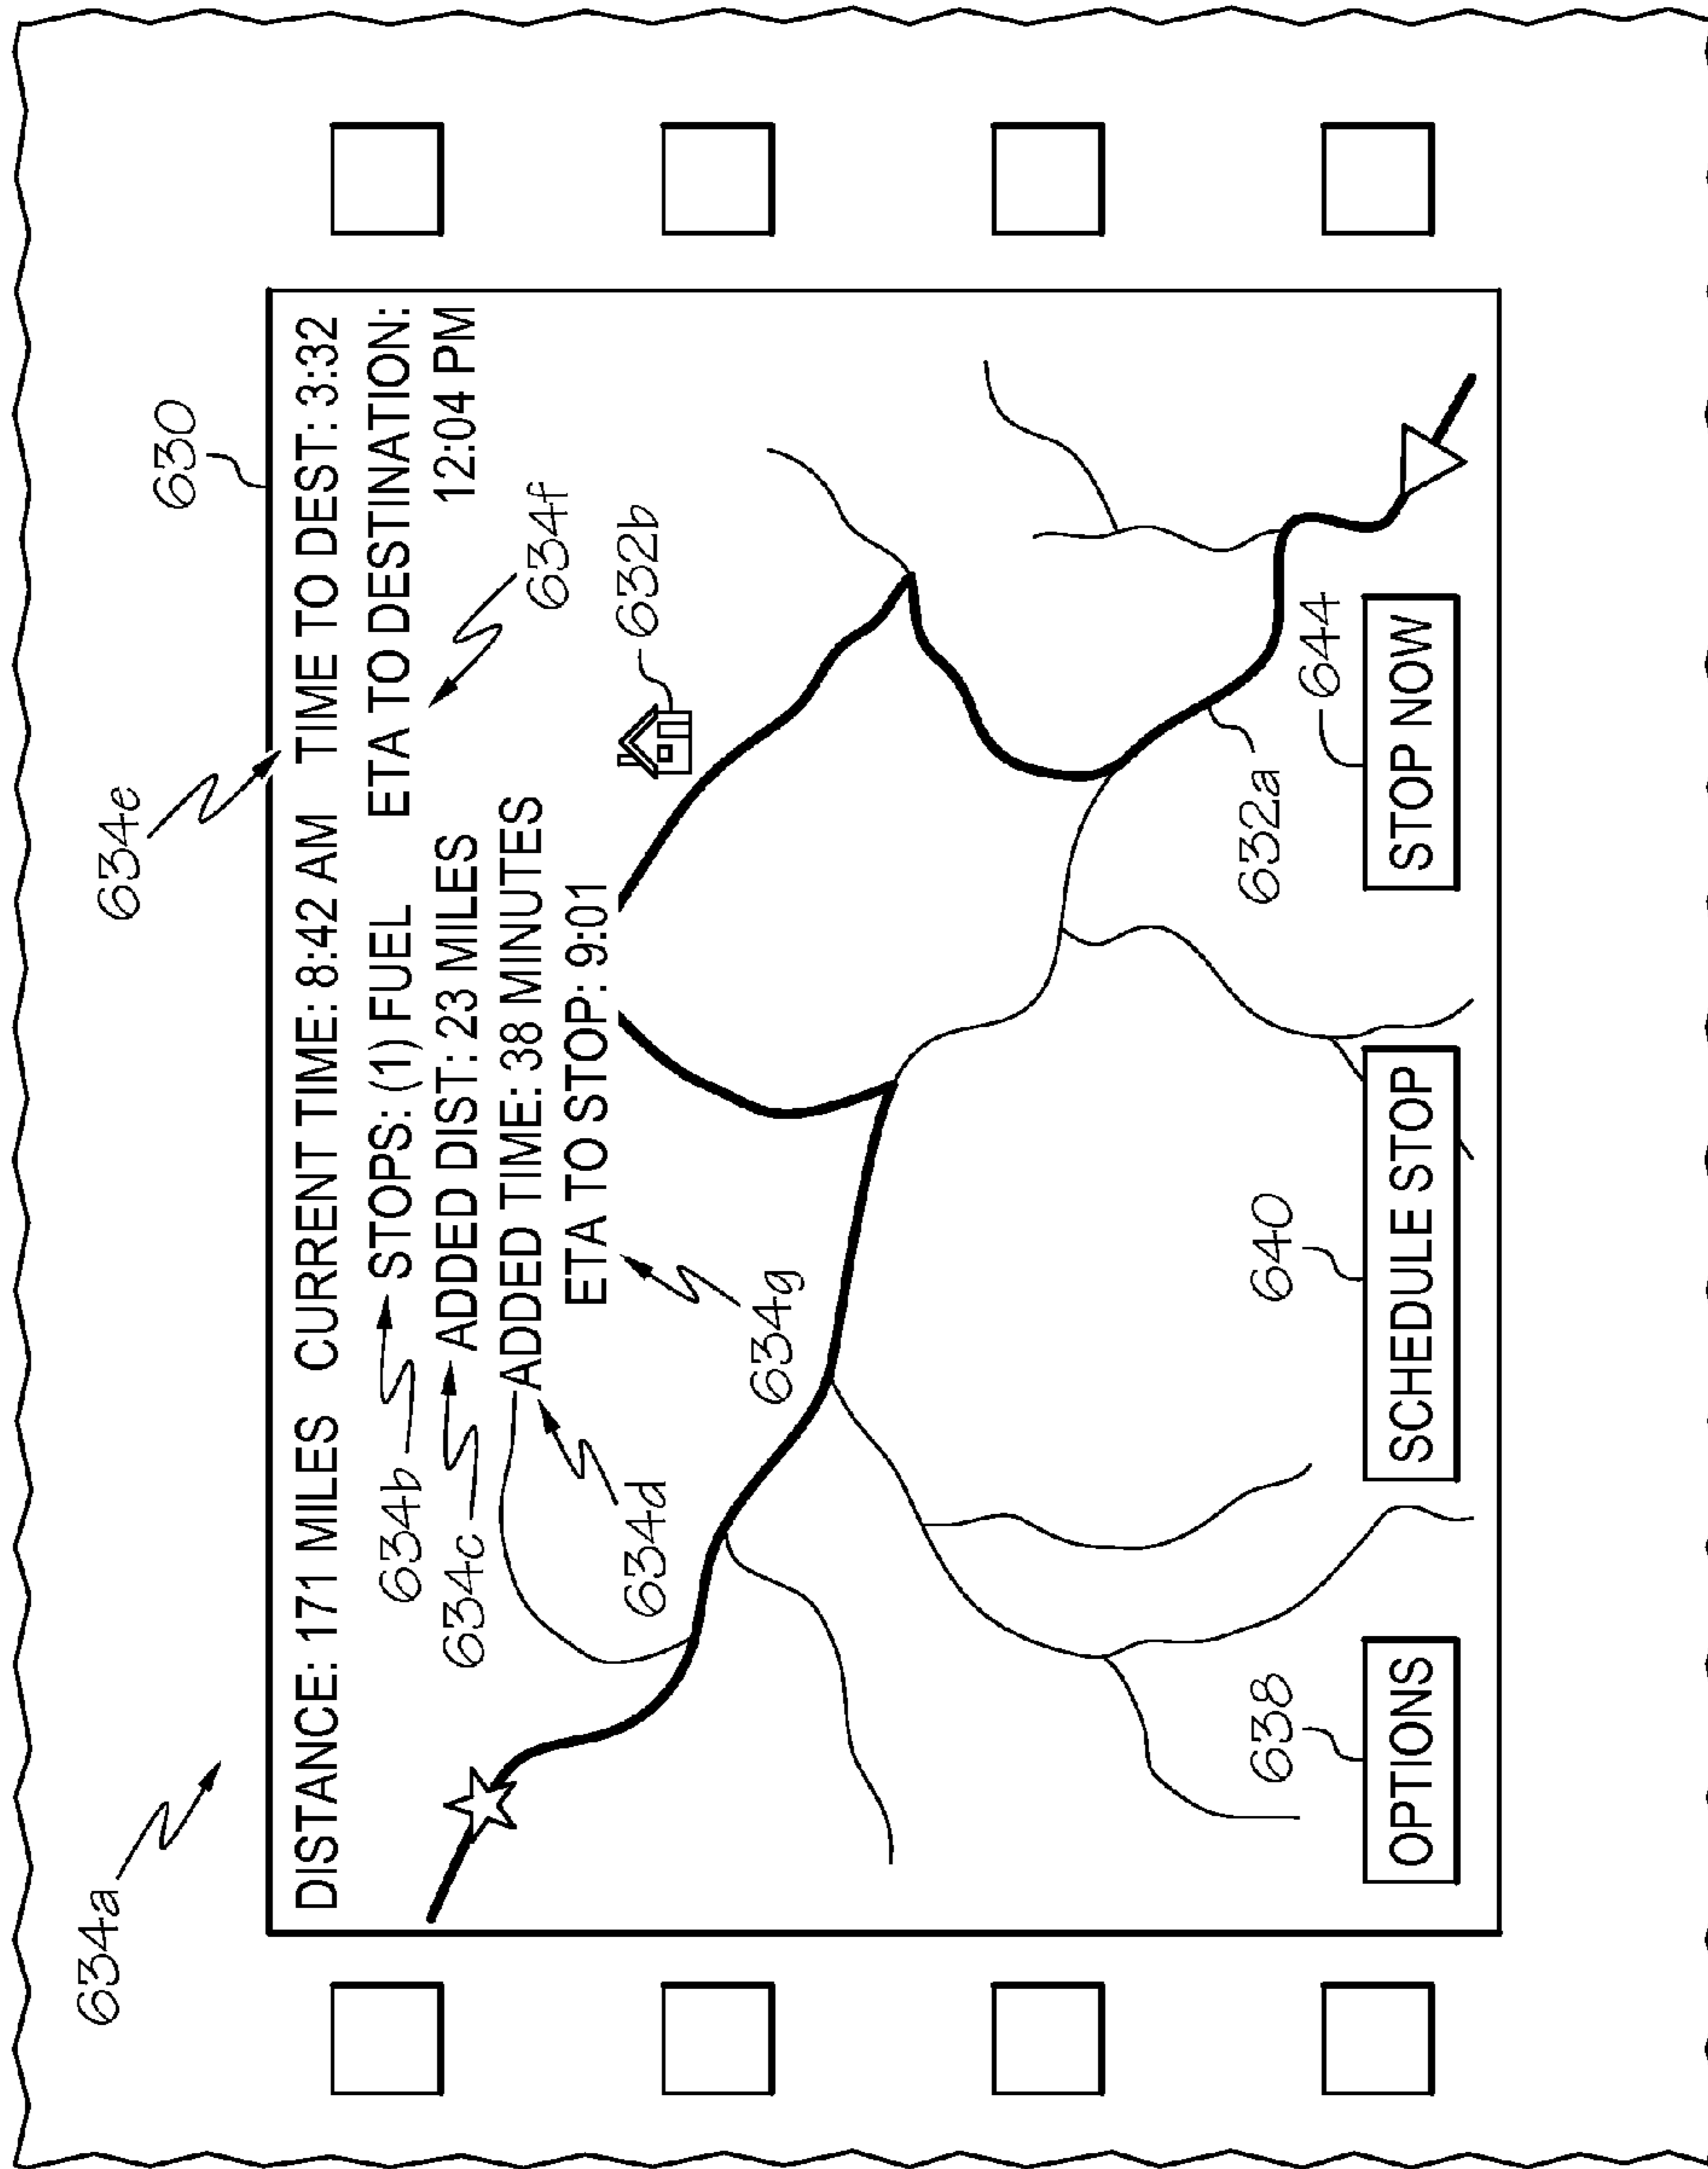 634a
634e
630
DISTANCE: 171 MILES CURRENT TIME: 8:42 AM TIME TO DEST: 3:32
634b STOPS: (1) FUEL ETA TO DESTINATION:
634c ADDED DIST: 23 MILES 12:04 PM
ADDED TIME: 38 MINUTES
634f
634d
ETA TO STOP: 9:01
632b
634g
632a
638
640
644
OPTIONS
SCHEDULE STOP
STOP NOW